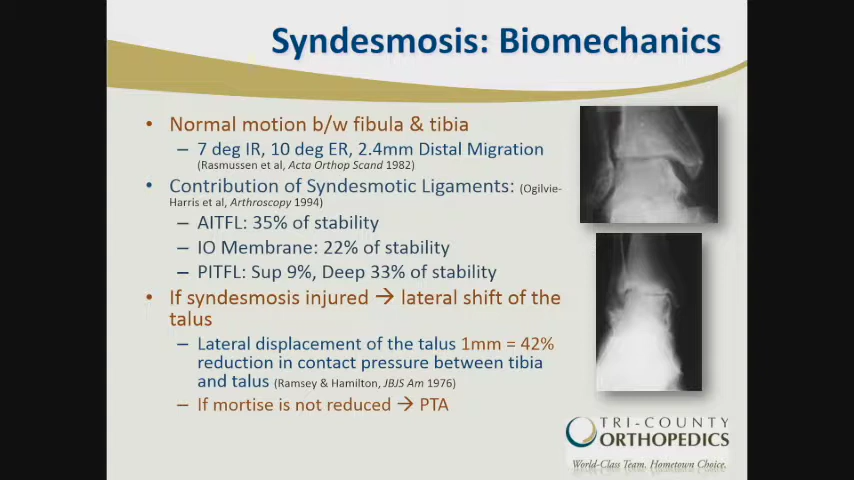 Syndesmosis: Biomechanics
• Normal motion b/w fibula & tibia
– 7 deg IR, 10 deg ER, 2.4mm Distal Migration
(Rasmussen et al, Acta Orthop Scand 1982)
• Contribution of Syndesmotic Ligaments: (Ogilvie-
Harris et al, Arthroscopy 1994)
– AITFL: 35% of stability
– IO Membrane: 22% of stability
– PITFL: Sup 9%, Deep 33% of stability
• If syndesmosis injured → lateral shift of the
talus
– Lateral displacement of the talus 1mm = 42%
reduction in contact pressure between tibia
and talus (Ramsey & Hamilton, JBJS Am 1976)
– If mortise is not reduced → PTA
TRI-COUNTY
ORTHOPEDICS
World-Class Team. Hometown Choice.